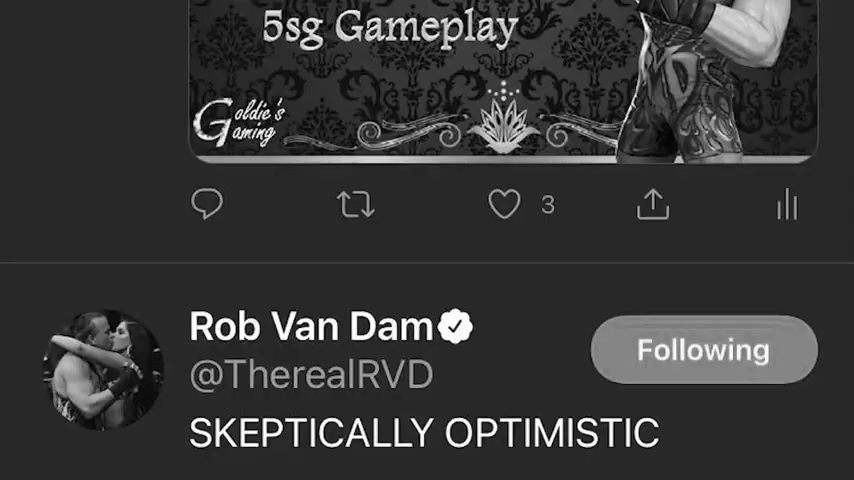 5sg Gameplay
Goldie's
Gaming
3
Rob Van Dam
@TherealRVD
Following
SKEPTICALLY OPTIMISTIC